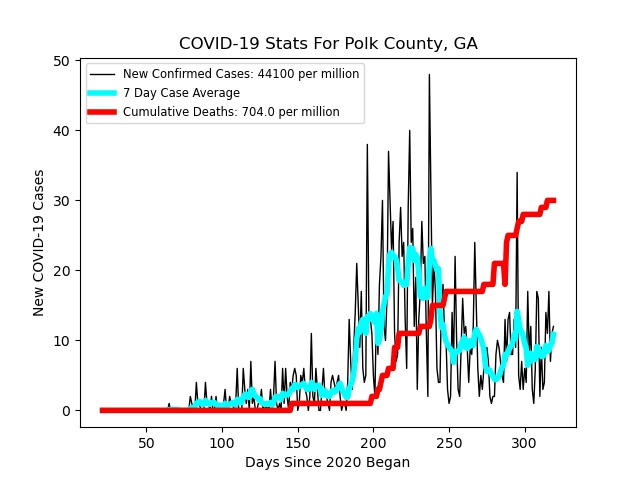 COVID-19 Stats For Polk County, GA
New Confirmed Cases: 44100 per million
7 Day Case Average
Cumulative Deaths: 704.0 per million
New COVID-19 Cases
50
40
30
20
10
0
50 100 150 200 250 300
Days Since 2020 Began